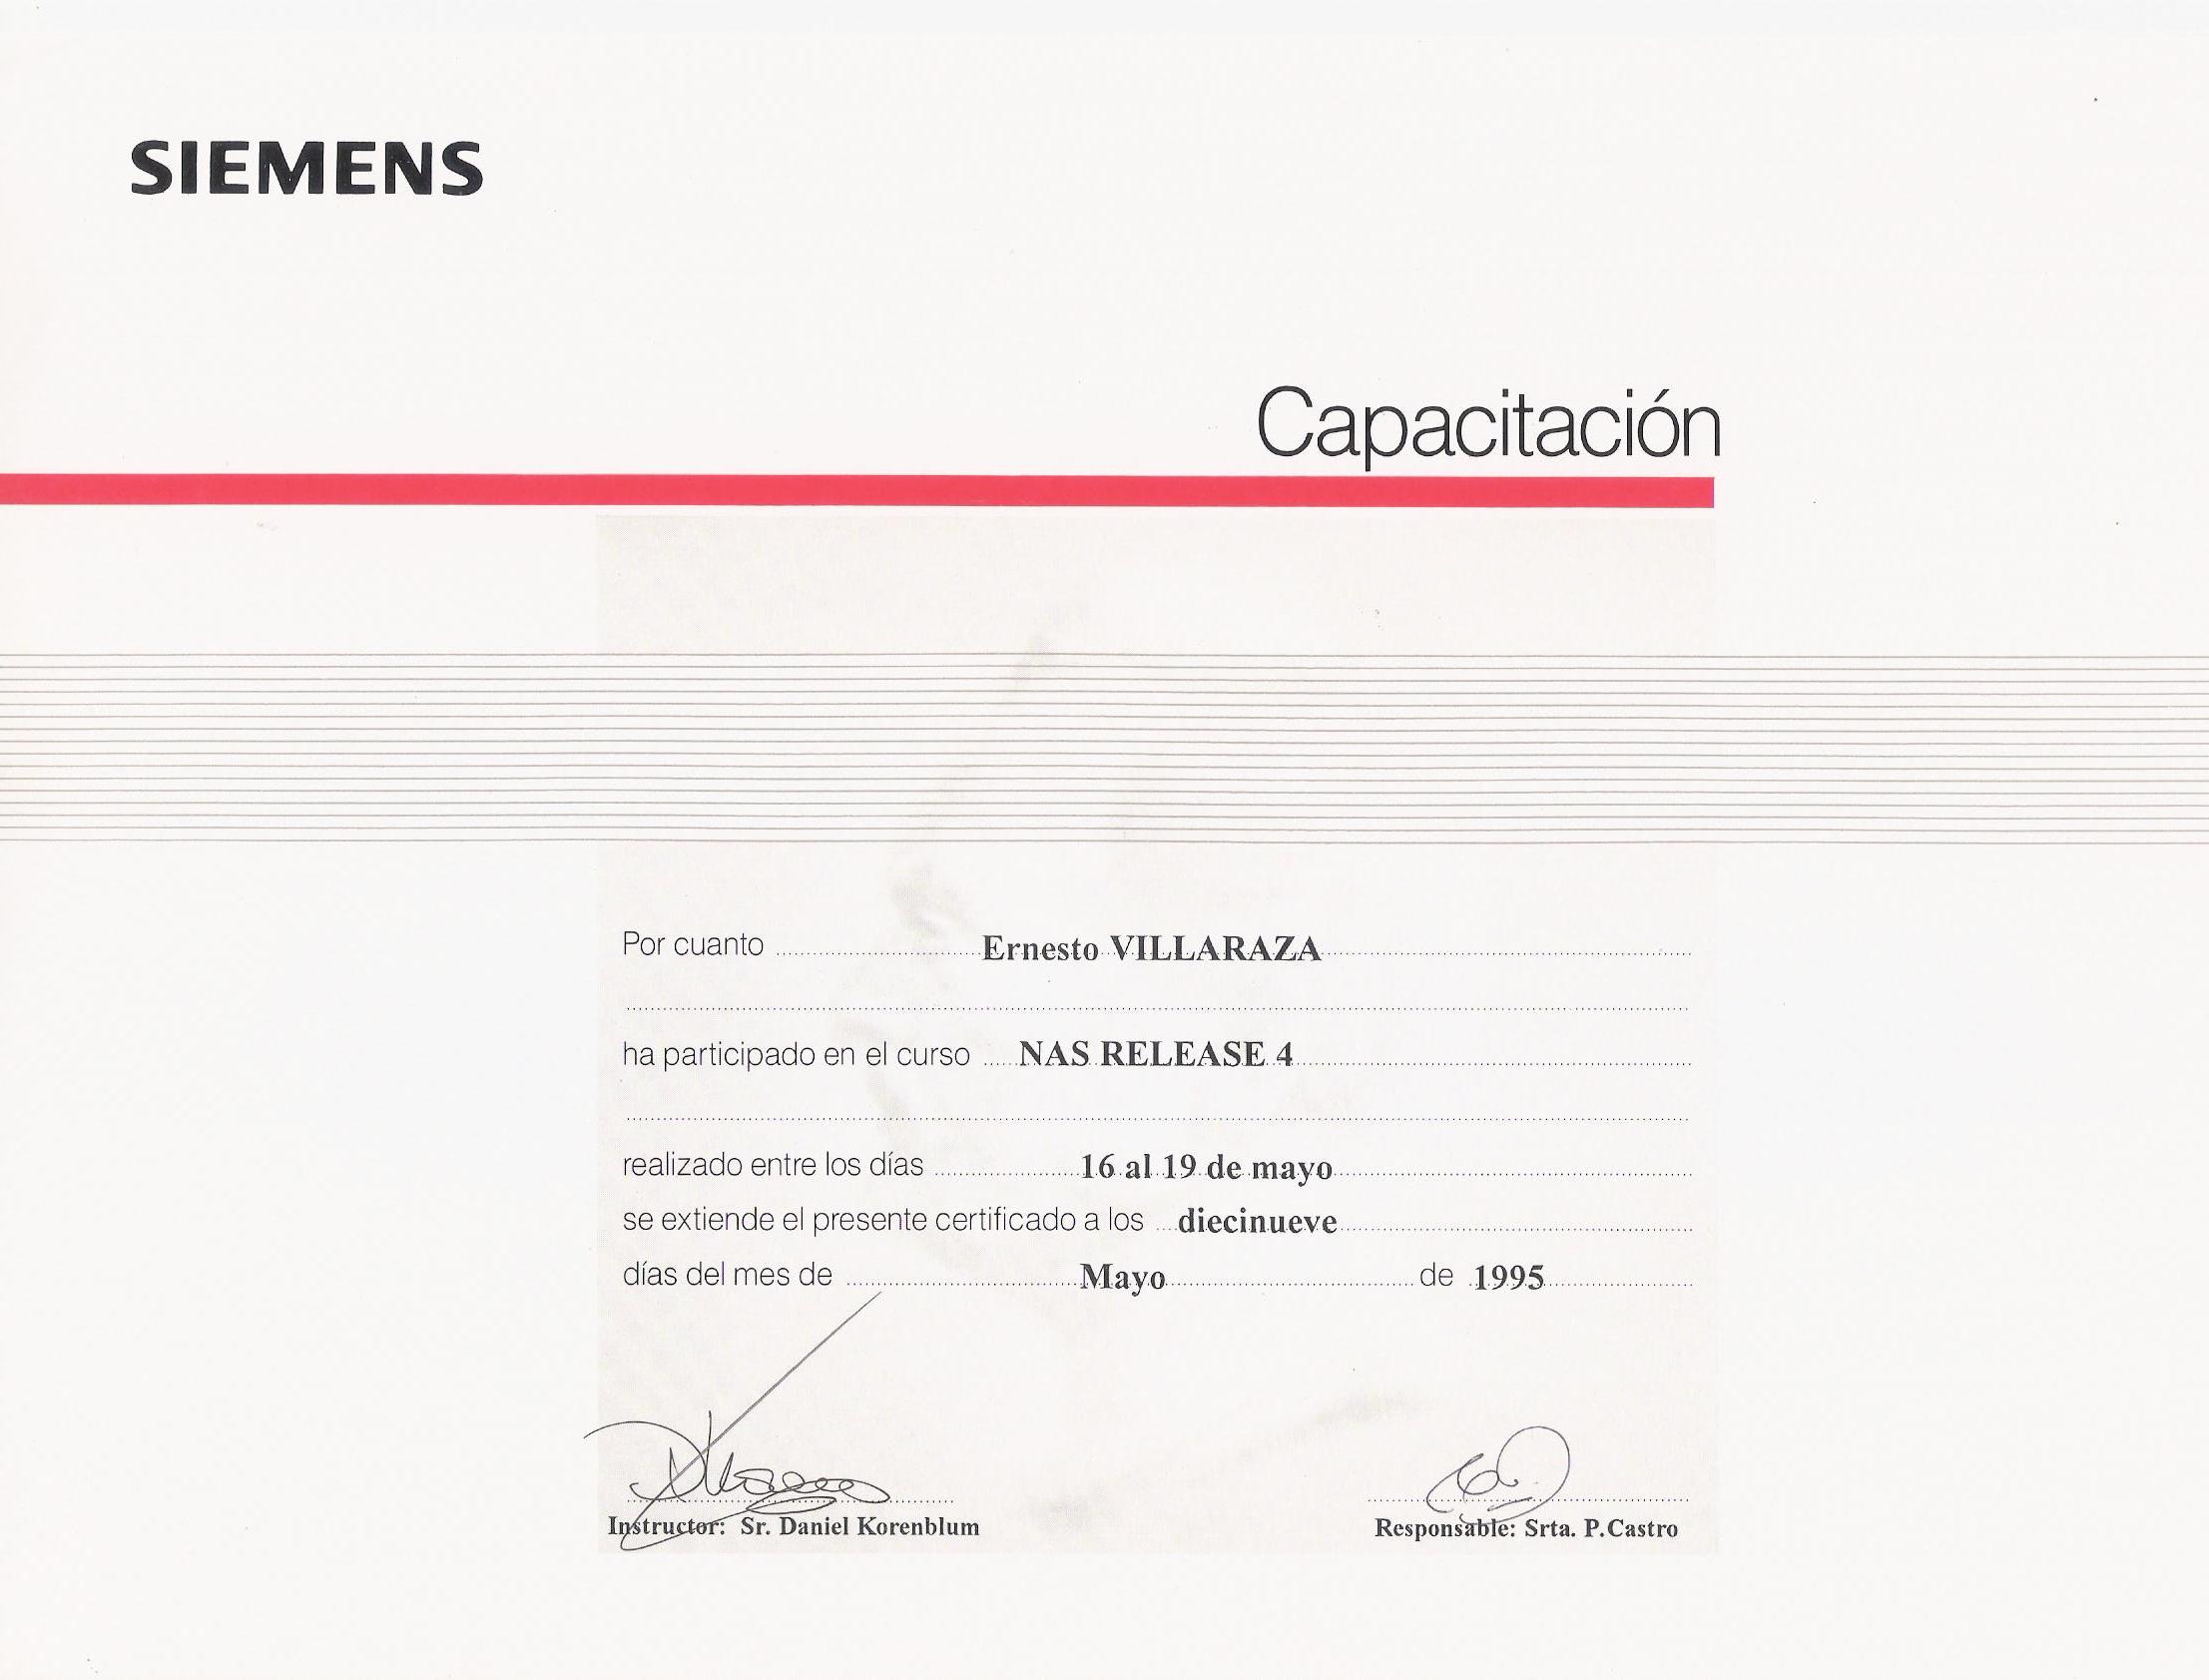 SIEMENS
Capacitación
Por cuanto Ernesto VILLARAZA
ha participado en el curso NAS RELEASE 4
realizado entre los días 16 al 19 de mayo
se extiende el presente certificado a los diecinueve
días del mes de Mayo de 1995
Instructor: Sr. Daniel Korenblum
Responsable: Srta. P.Castro